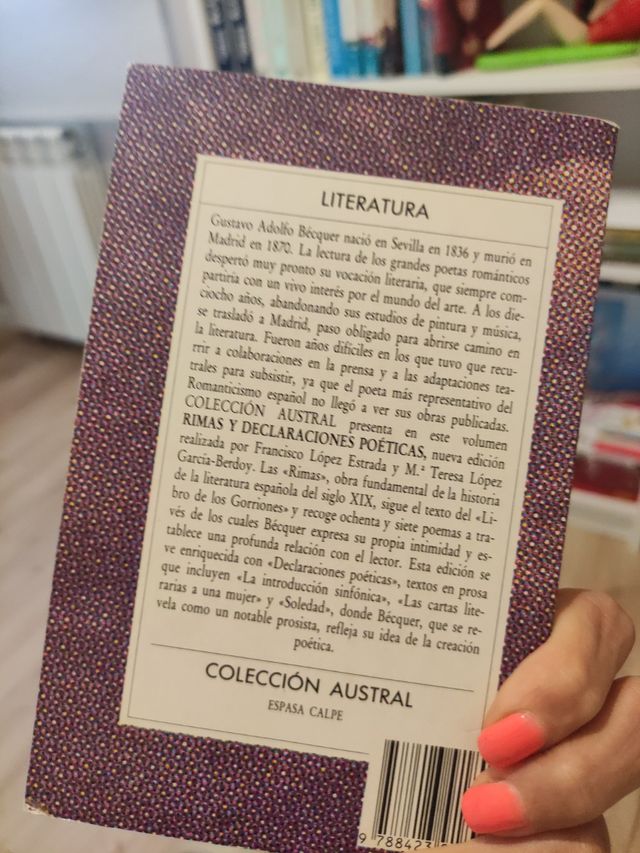 LITERATURA
Gustavo Adolfo Bécquer nació en Sevilla en 1836 y murió en
Madrid en 1870. La lectura de los grandes poetas románticos
despertó muy pronto su vocación literaria, que siempre com-
partiría con un vivo interés por el mundo del arte. A los die-
ciocho años, abandonando sus estudios de pintura y música,
se trasladó a Madrid, paso obligado para abrirse camino en
la literatura. Fueron años difíciles en los que tuvo que recu-
rrir a colaboraciones en la prensa y a las adaptaciones tea-
trales para subsistir, ya que el poeta más representativo del
Romanticismo español no llegó a ver sus obras publicadas.
COLECCIÓN AUSTRAL presenta en este volumen
RIMAS Y DECLARACIONES POÉTICAS, nueva edición
realizada por Francisco López Estrada y M.ª Teresa López
García-Berdoy. Las «Rimas», obra fundamental de la historia
de la literatura española del siglo XIX, sigue el texto del «Li-
bro de los Gorriones» y recoge ochenta y siete poemas a tra-
vés de los cuales Bécquer expresa su propia intimidad y es-
tablece una profunda relación con el lector. Esta edición se
ve enriquecida con «Declaraciones poéticas», textos en prosa
que incluyen «La introducción sinfónica», «Las cartas lite-
rarias a una mujer» y «Soledad», donde Bécquer, que se re-
vela como un notable prosista, refleja su idea de la creación
poética.
COLECCIÓN AUSTRAL
ESPASA CALPE
9 788423